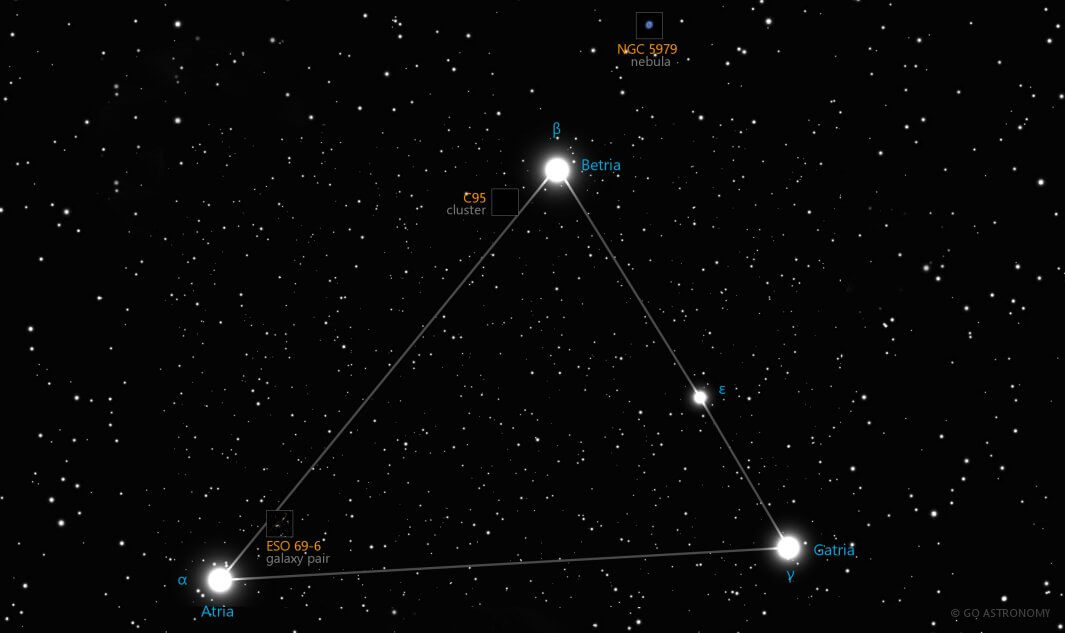 NGC 5979
nebula
β
Betria
C95
cluster
ε
ESO 69-6
galaxy pair
Gatria
γ
α
Atria
© GO ASTRONOMY